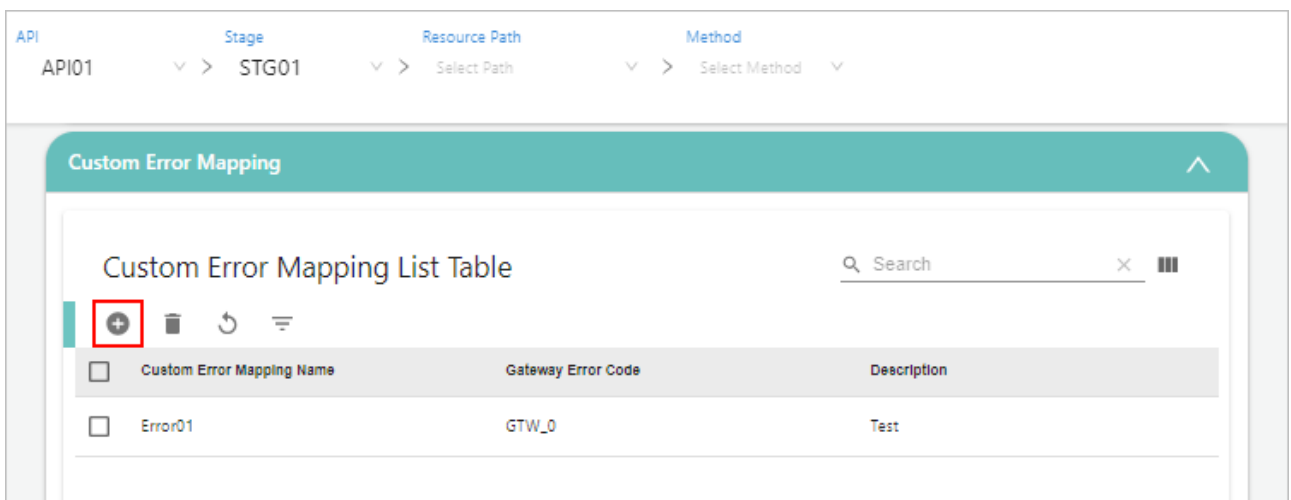 API Stage Resource Path Method
API01 > STG01 > Select Path > Select Method
Custom Error Mapping
Custom Error Mapping List Table
Search
Custom Error Mapping Name Gateway Error Code Description
Error01 GTW_0 Test